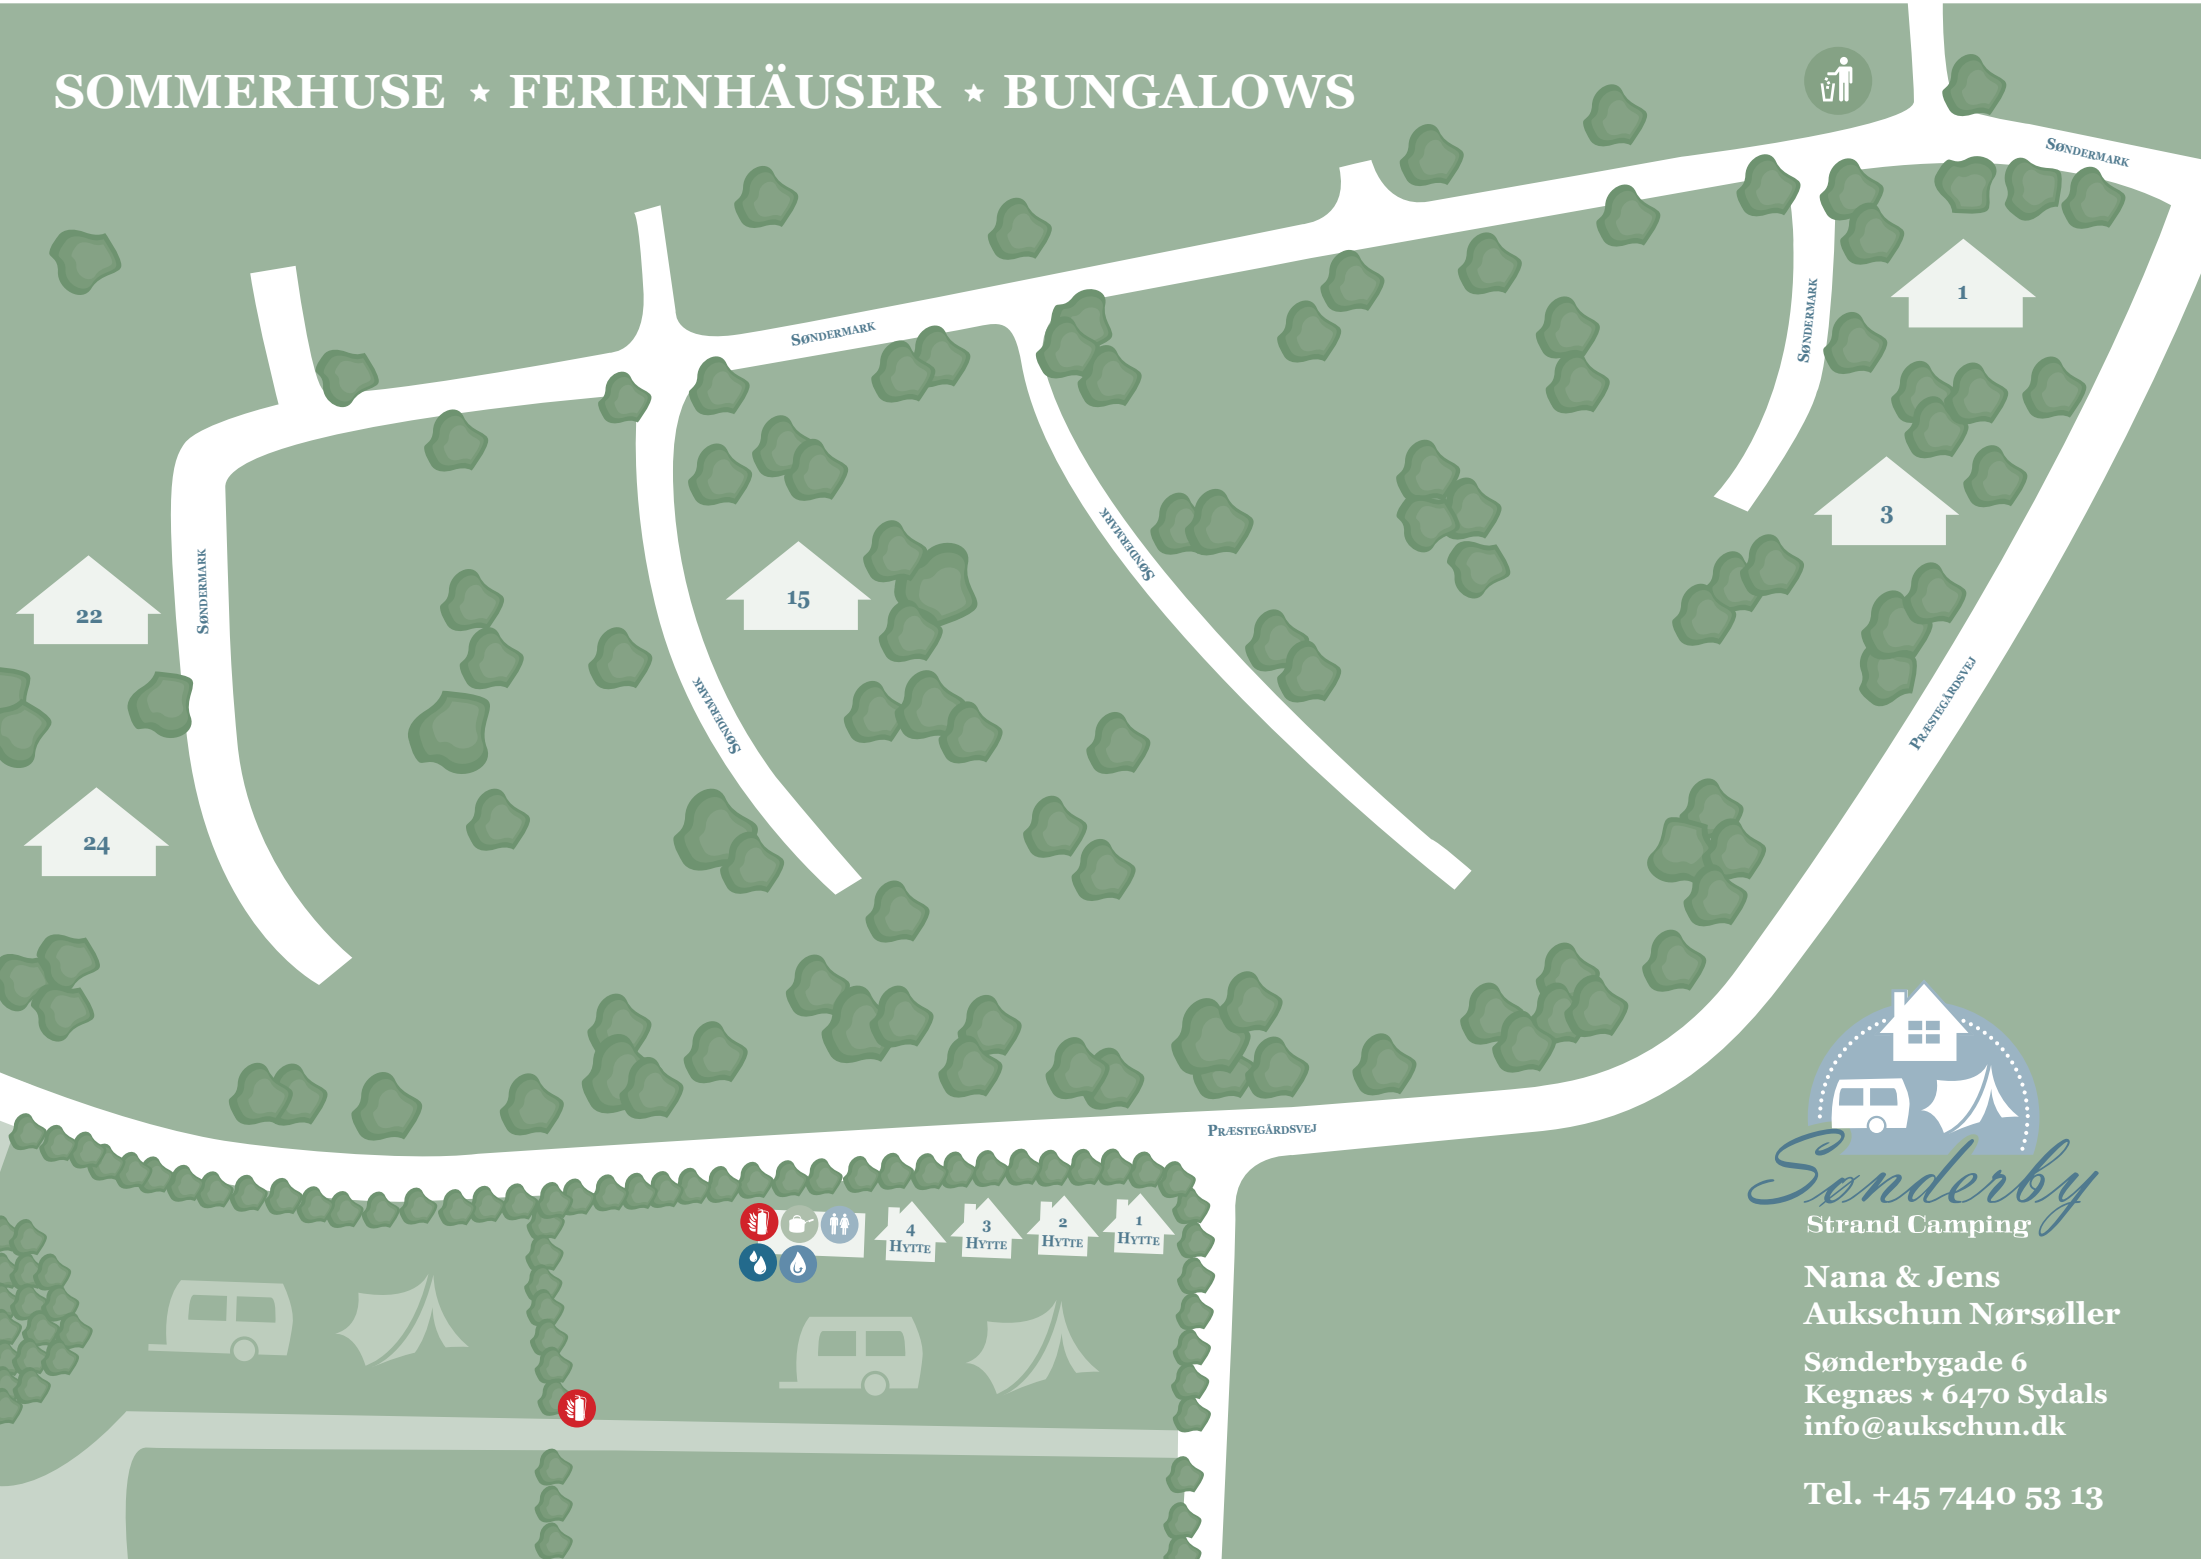 SOMMERHUSE ★ FERIENHÄUSER ★ BUNGALOWS
Søndermark
Søndermark
Søndermark
Søndermark
Søndermark
Søndermark
1
3
15
22
24
Præstegårdsvej
Præstegårdsvej
4
Hytte
3
Hytte
2
Hytte
1
Hytte
Sønderby
Strand Camping
Nana & Jens
Aukschun Nørsøller
Sønderbygade 6
Kegnæs ★ 6470 Sydals
info@aukschun.dk
Tel. +45 7440 53 13